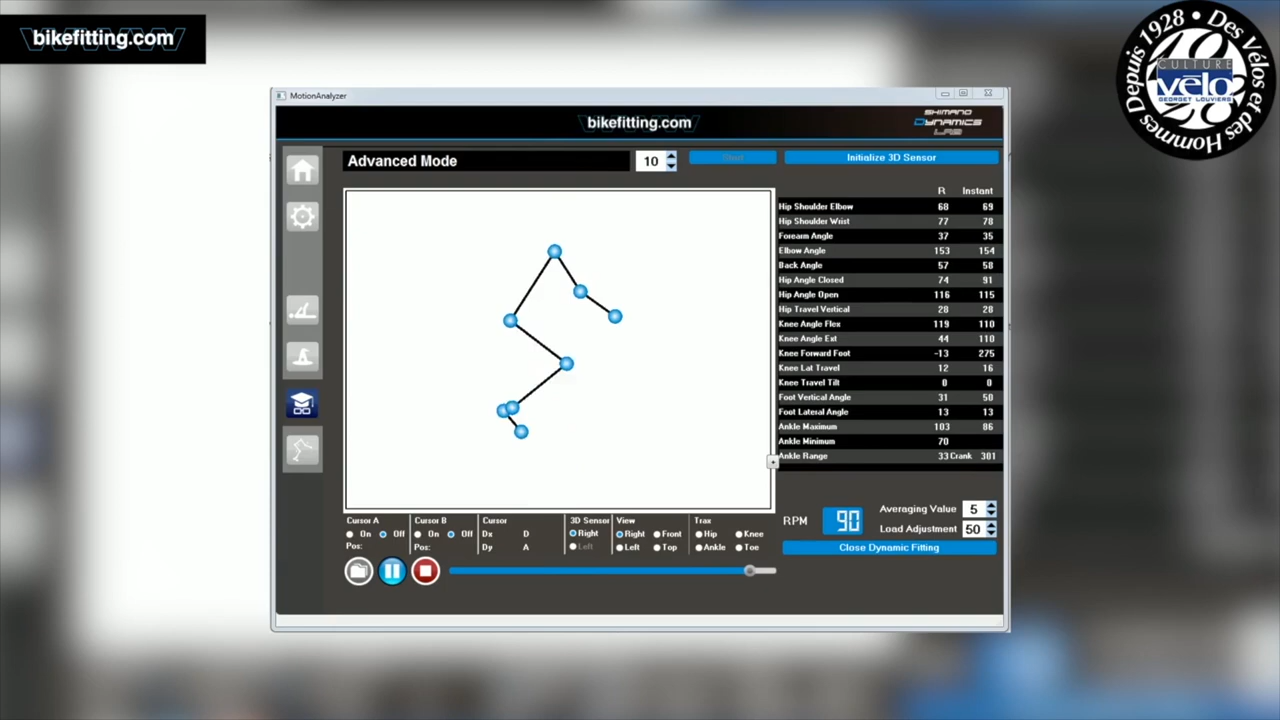 bikefitting.com
Depuis 1928 • Des Vélos et des Hommes
CULTURE
vélo
GEORGET LOUVIERS
MotionAnalyzer
bikefitting.com
SHIMANO
DYNAMICS
LAB
Advanced Mode
10
Start
Initialize 3D Sensor
R Instant
Hip Shoulder Elbow 68 69
Hip Shoulder Wrist 77 78
Forearm Angle 37 35
Elbow Angle 153 154
Back Angle 57 58
Hip Angle Closed 74 91
Hip Angle Open 116 115
Hip Travel Vertical 28 28
Knee Angle Flex 119 110
Knee Angle Ext 44 110
Knee Forward Foot -13 275
Knee Lat Travel 12 16
Knee Travel Tilt 0 0
Foot Vertical Angle 31 50
Foot Lateral Angle 13 13
Ankle Maximum 103 86
Ankle Minimum 70
Ankle Range 33 Crank 301
Cursor A Cursor B Cursor 3D Sensor View Trax
On Off On Off Dx D Right Right Front Hip Knee
Pos: Pos: Dy A Left Left Top Ankle Toe
RPM 90
Averaging Value 5
Load Adjustment 50
Close Dynamic Fitting